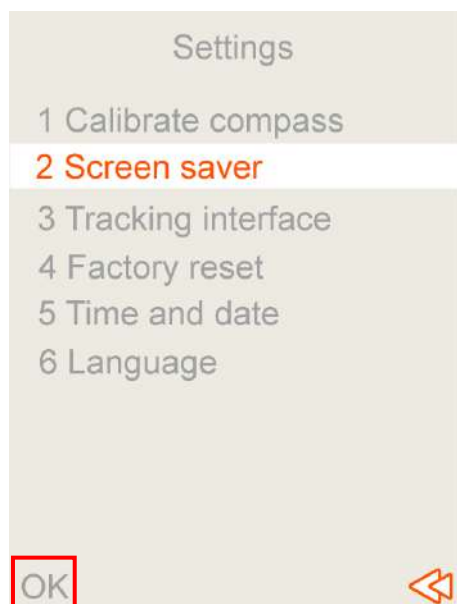 Settings
1 Calibrate compass
2 Screen saver
3 Tracking interface
4 Factory reset
5 Time and date
6 Language
OK